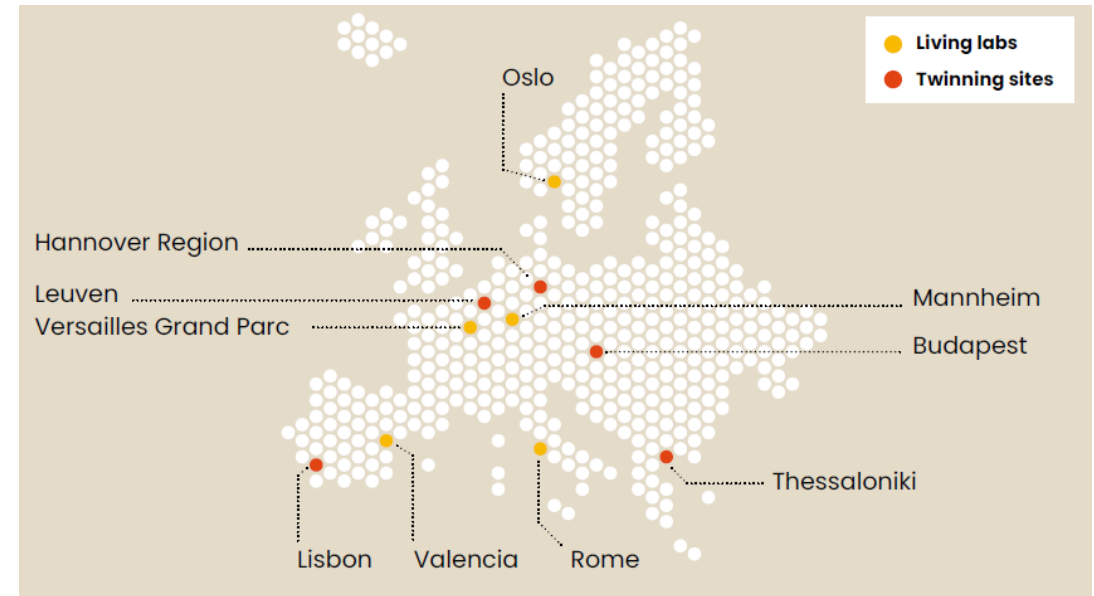 Living labs
Twinning sites
Oslo
Hannover Region
Leuven
Versailles Grand Parc
Mannheim
Budapest
Thessaloniki
Lisbon
Valencia
Rome